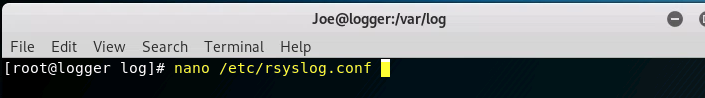 Joe@logger:/var/log
File Edit View Search Terminal Help
[root@logger log]# nano /etc/rsyslog.conf